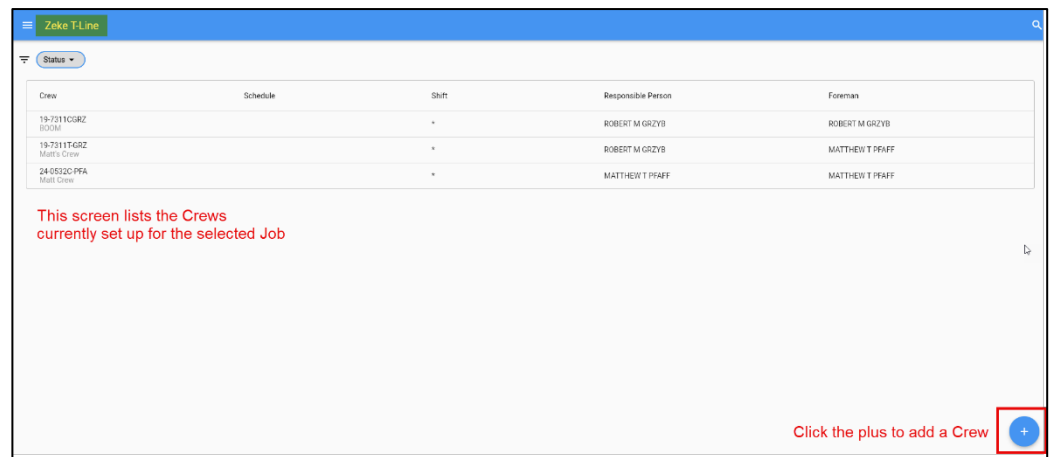 Zeke T-Line
Status
Crew Schedule Shift Responsible Person Foreman
19-7311CGRZ * ROBERT M GRZYB ROBERT M GRZYB
BOOM
19-7311T-GRZ * ROBERT M GRZYB MATTHEW T PFAFF
Matt's Crew
24-0532C-PFA * MATTHEW T PFAFF MATTHEW T PFAFF
Matt Crew
This screen lists the Crews
currently set up for the selected Job
Click the plus to add a Crew +